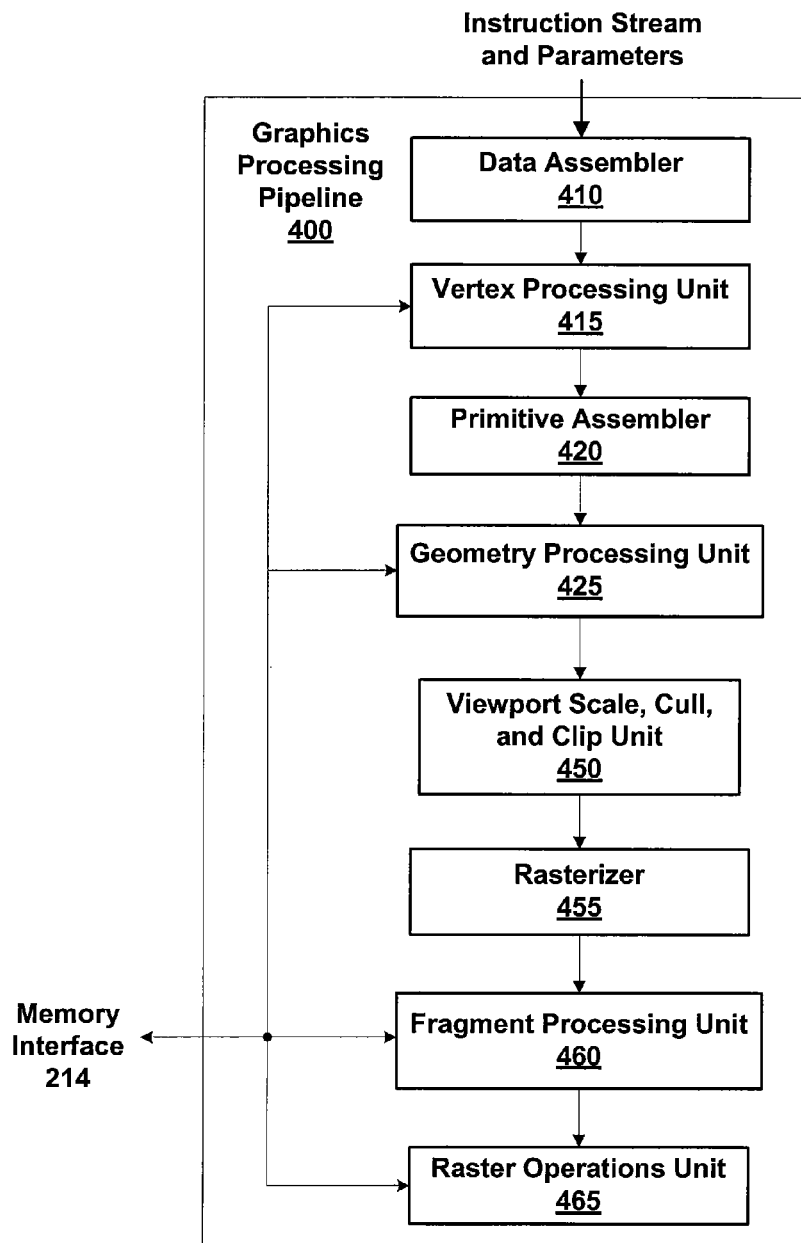 Instruction Stream
and Parameters
Graphics
Processing
Pipeline
400
Data Assembler
410
Vertex Processing Unit
415
Primitive Assembler
420
Geometry Processing Unit
425
Viewport Scale, Cull,
and Clip Unit
450
Rasterizer
455
Memory
Interface
214
Fragment Processing Unit
460
Raster Operations Unit
465